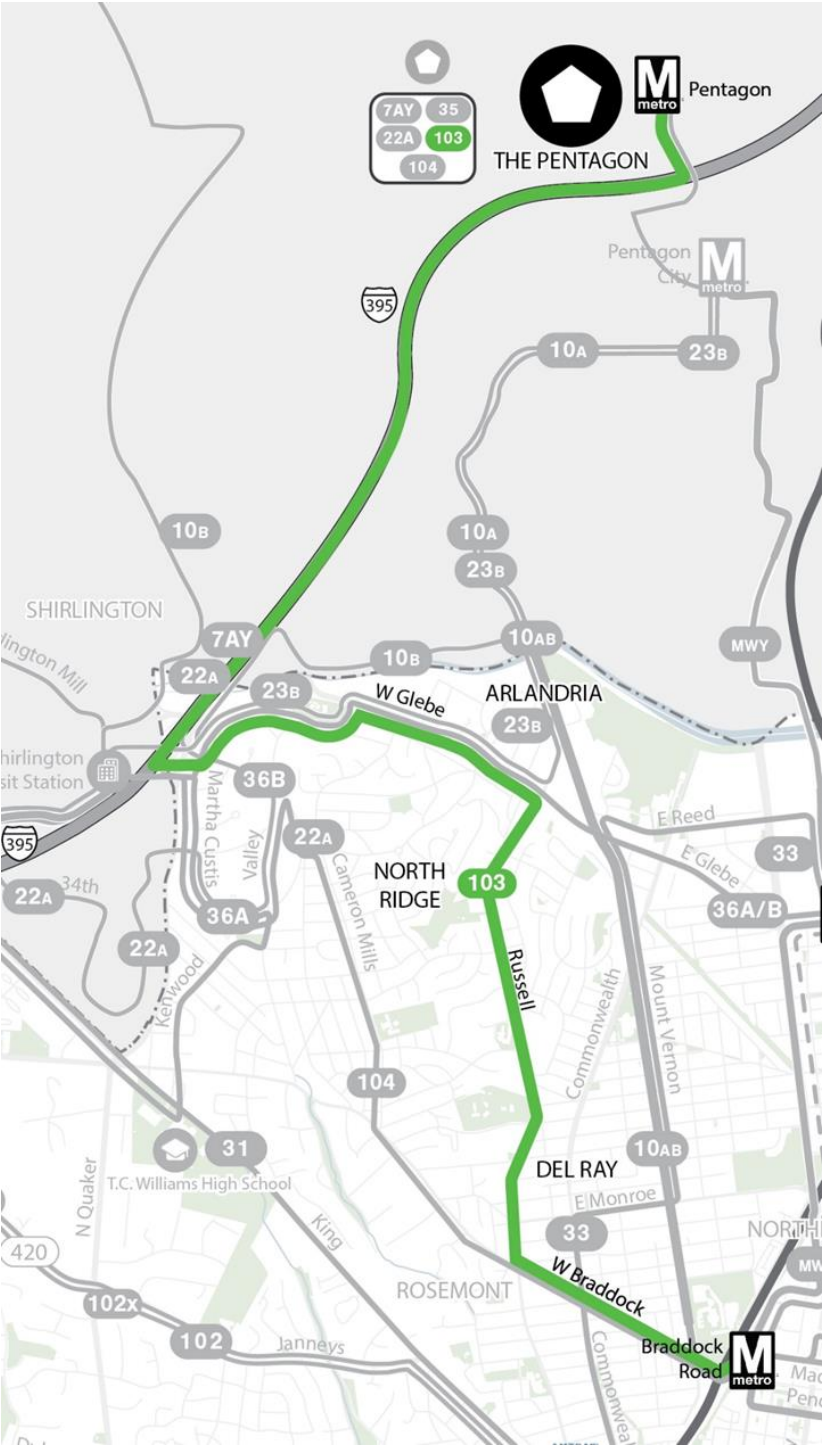 7AY 35
22A 103
104
THE PENTAGON
M
metro
Pentagon
395
Pentagon
City
M
metro
10A
23B
10A
23B
10B
SHIRLINGTON
7AY
10AB
MWY
10B
22A
23B
W Glebe
ARLANDRIA
23B
36B
Martha Custis
Valley
22A
Cameron Mills
E Reed
E Glebe
33
395
NORTH
RIDGE
103
36A/B
22A
34th
36A
22A
Kenwood
Russell
Commonwealth
Mount Vernon
104
31
T.C. Williams High School
10AB
DEL RAY
E Monroe
33
N Quaker
King
420
W Braddock
ROSEMONT
102X
102
Janneys
Braddock
Road
M
metro